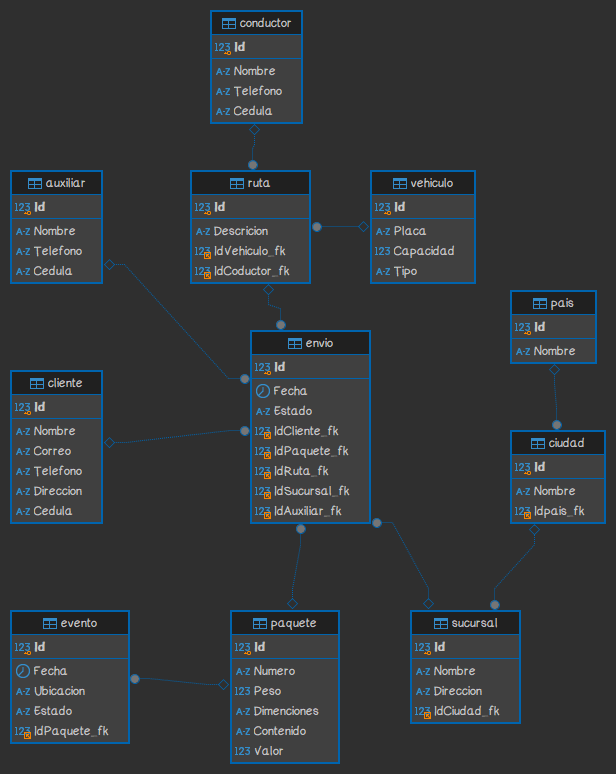 conductor
123 Id
A-Z Nombre
A-Z Telefono
A-Z Cedula
auxiliar
123 Id
A-Z Nombre
A-Z Telefono
A-Z Cedula
ruta
123 Id
A-Z Descricion
123 IdVehiculo_fk
123 IdCoductor_fk
vehiculo
123 Id
A-Z Placa
123 Capacidad
A-Z Tipo
pais
123 Id
A-Z Nombre
envio
123 Id
Fecha
A-Z Estado
123 IdCliente_fk
123 IdPaquete_fk
123 IdRuta_fk
123 IdSucursal_fk
123 IdAuxiliar_fk
cliente
123 Id
A-Z Nombre
A-Z Correo
A-Z Telefono
A-Z Direccion
A-Z Cedula
ciudad
123 Id
A-Z Nombre
123 Idpais_fk
evento
123 Id
Fecha
A-Z Ubicacion
A-Z Estado
123 IdPaquete_fk
paquete
123 Id
A-Z Numero
123 Peso
A-Z Dimenciones
A-Z Contenido
123 Valor
sucursal
123 Id
A-Z Nombre
A-Z Direccion
123 IdCiudad_fk